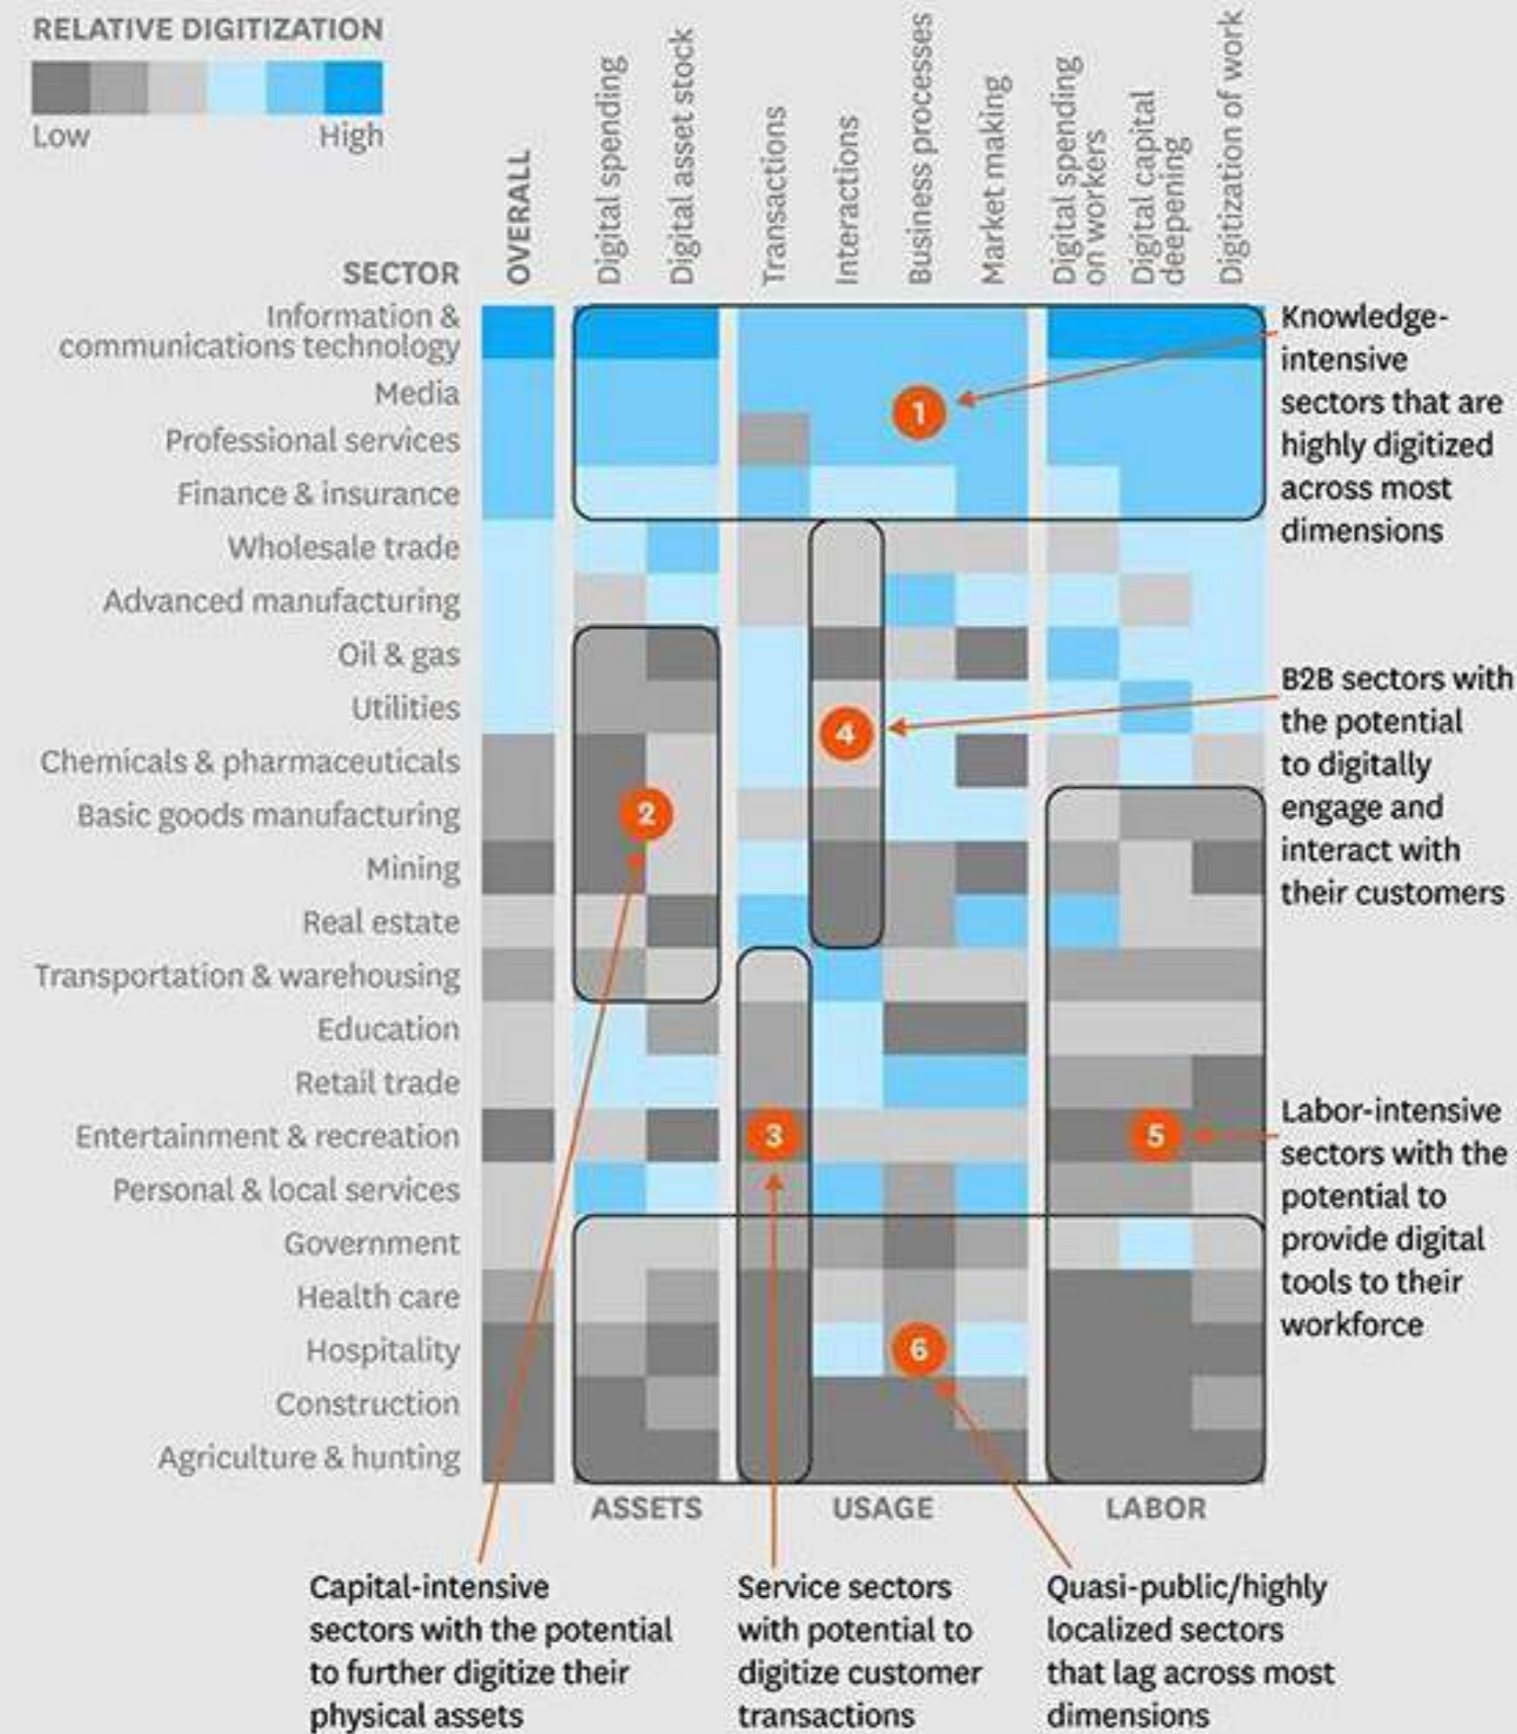 RELATIVE DIGITIZATION
Low
High
SECTOR
OVERALL
Digital spending
Digital asset stock
Transactions
Interactions
Business processes
Market making
Digital spending
on workers
Digital capital
deepening
Digitization of work
Information &
communications technology
Media
Professional services
Finance & insurance
Wholesale trade
Advanced manufacturing
Oil & gas
Utilities
Chemicals & pharmaceuticals
Basic goods manufacturing
Mining
Real estate
Transportation & warehousing
Education
Retail trade
Entertainment & recreation
Personal & local services
Government
Health care
Hospitality
Construction
Agriculture & hunting
1
2
3
4
5
6
Knowledge-
intensive
sectors that are
highly digitized
across most
dimensions
B2B sectors with
the potential
to digitally
engage and
interact with
their customers
Labor-intensive
sectors with the
potential to
provide digital
tools to their
workforce
ASSETS
USAGE
LABOR
Capital-intensive
sectors with the potential
to further digitize their
physical assets
Service sectors
with potential to
digitize customer
transactions
Quasi-public/highly
localized sectors
that lag across most
dimensions